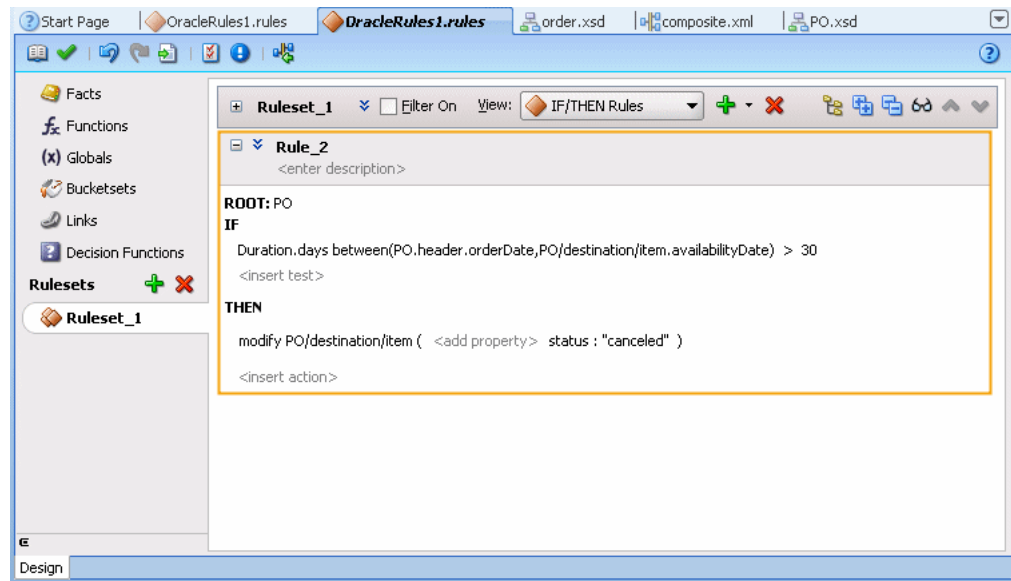 Start Page OracleRules1.rules OracleRules1.rules order.xsd composite.xml PO.xsd
Facts
Functions
(x) Globals
Bucketsets
Links
Decision Functions
Rulesets
Ruleset_1
Ruleset_1 Filter On View: IF/THEN Rules
Rule_2
<enter description>
ROOT: PO
IF
Duration.days between(PO.header.orderDate,PO/destination/item.availabilityDate) > 30
<insert test>
THEN
modify PO/destination/item ( <add property> status : "canceled" )
<insert action>
Design